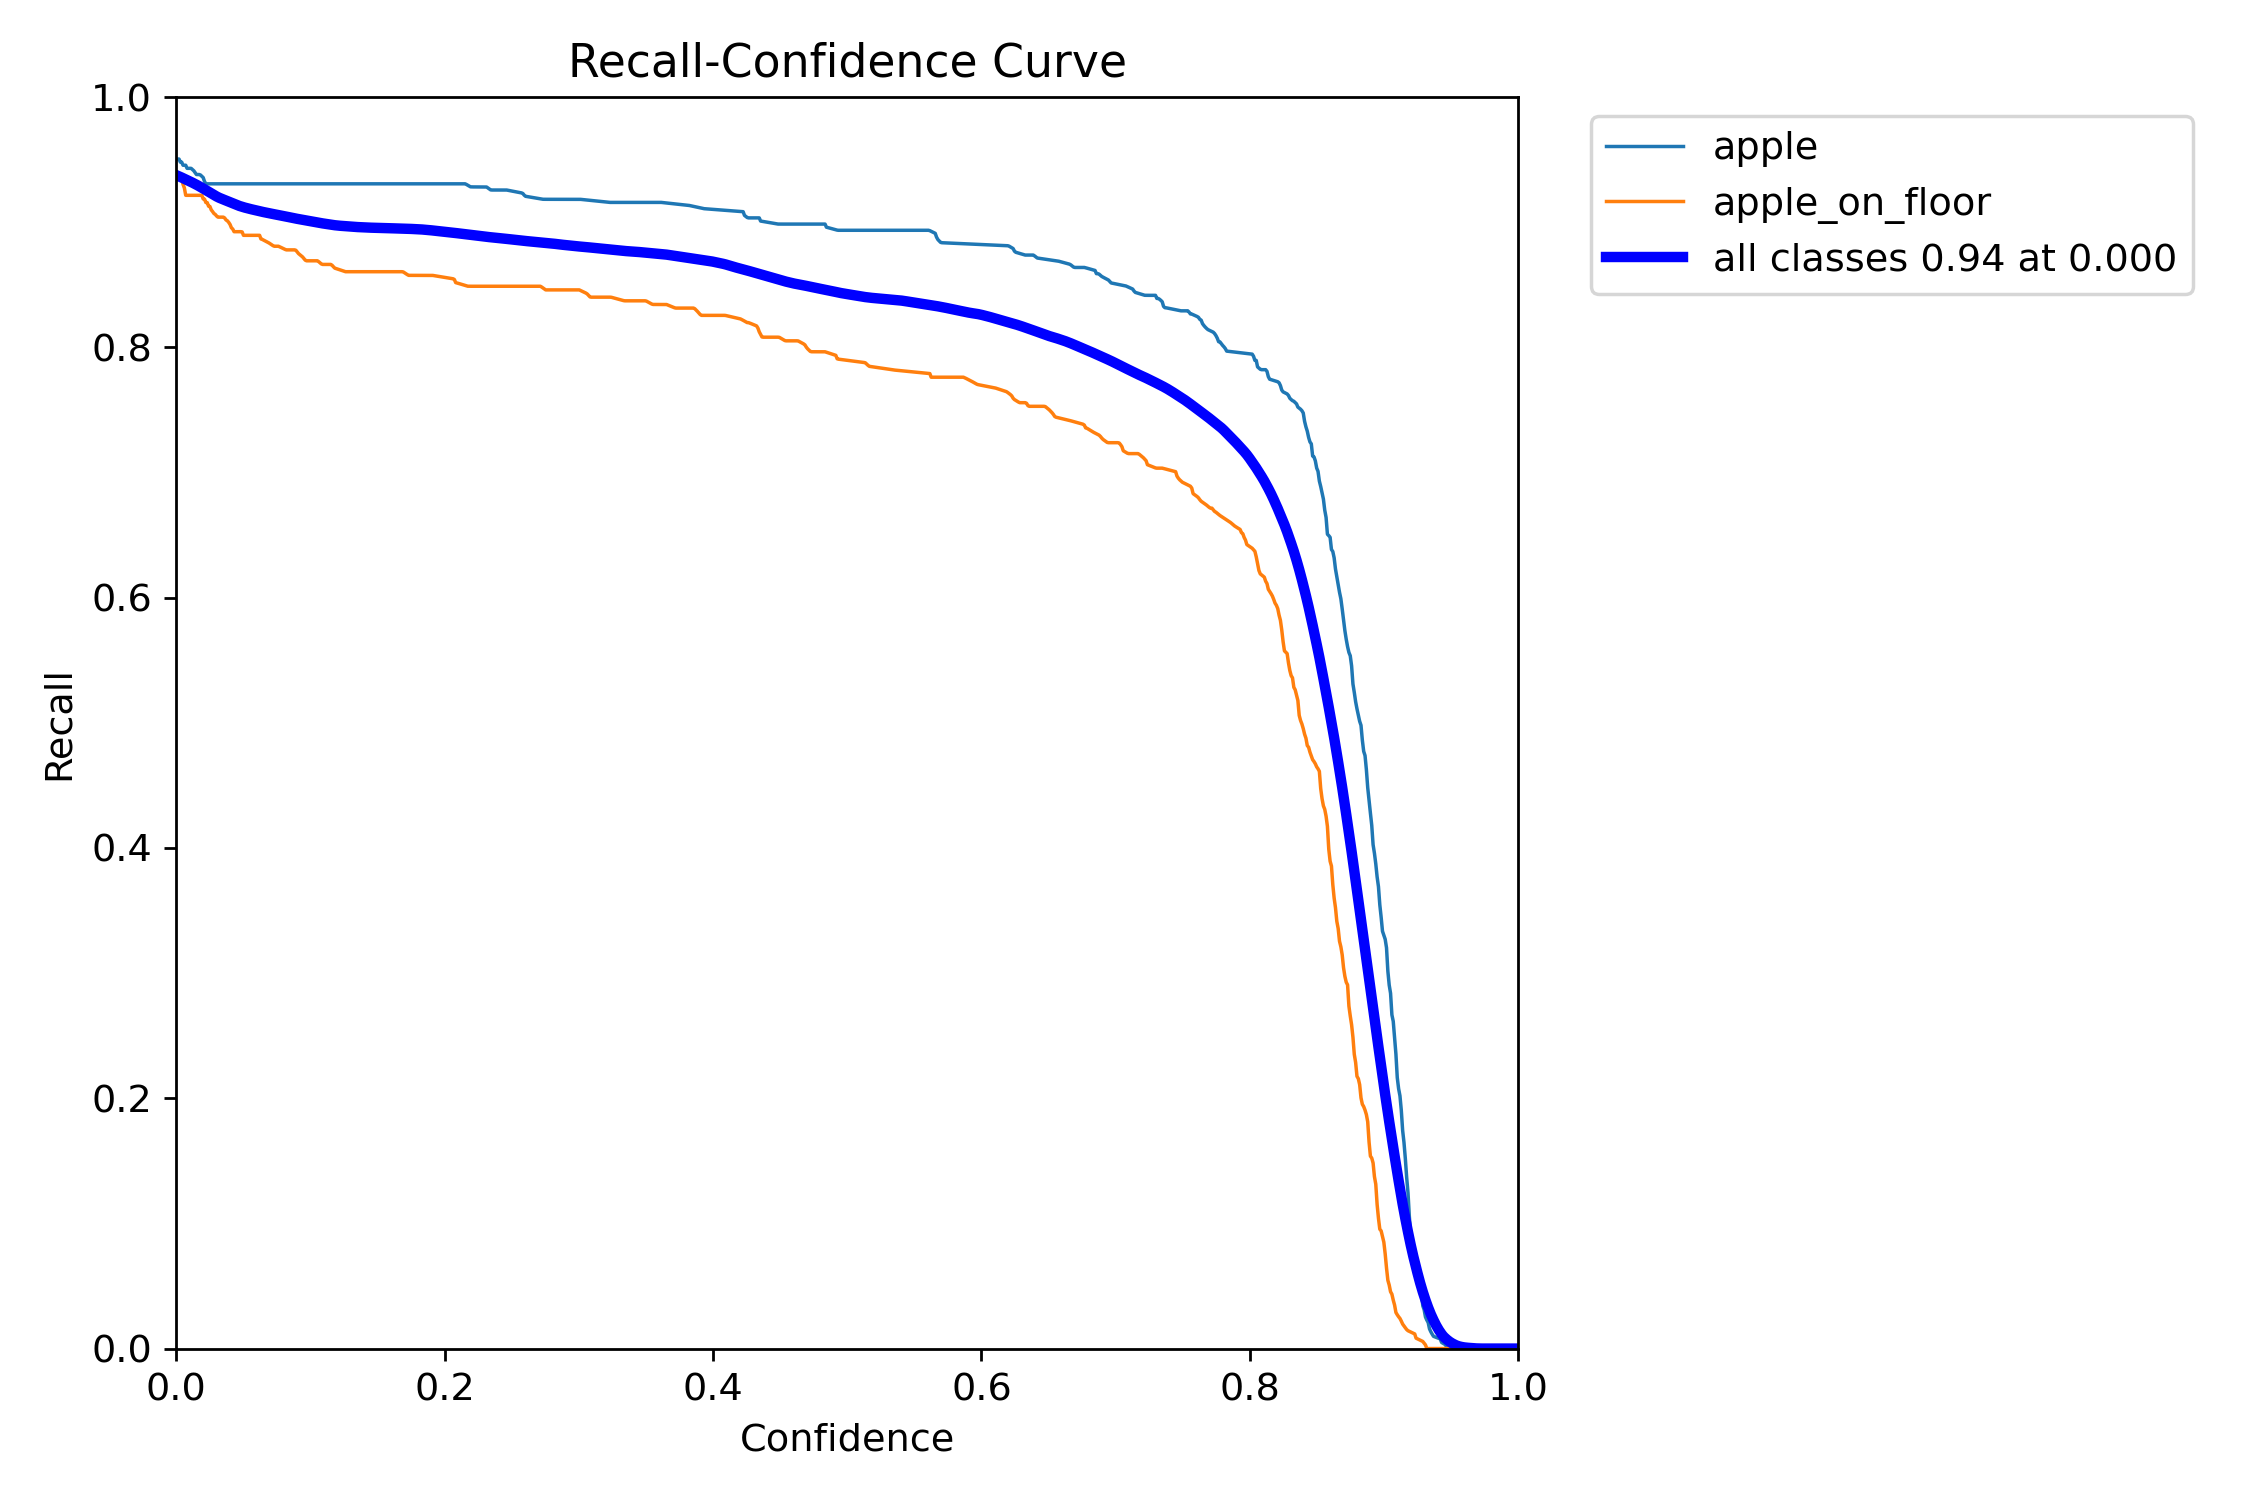 Recall-Confidence Curve
1.0
0.8
0.6
0.4
0.2
0.0
Recall
0.0 0.2 0.4 0.6 0.8 1.0
Confidence
apple
apple_on_floor
all classes 0.94 at 0.000